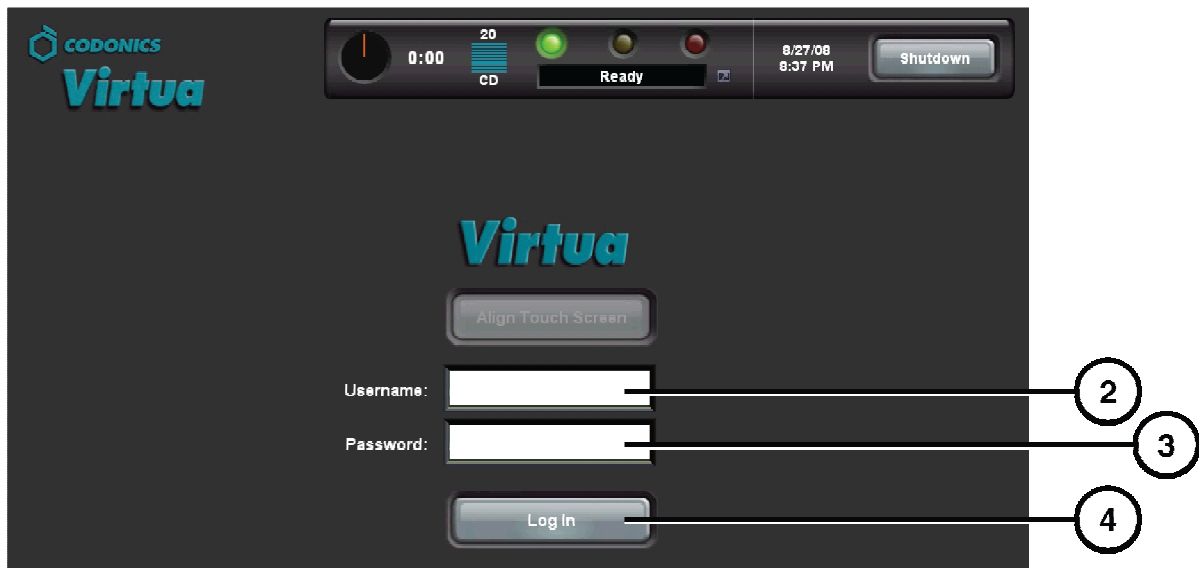 CODONICS
Virtua
0:00
20
CD
Ready
8/27/08
8:37 PM
Shutdown
Virtua
Align Touch Screen
Username:
2
Password:
3
Log In
4